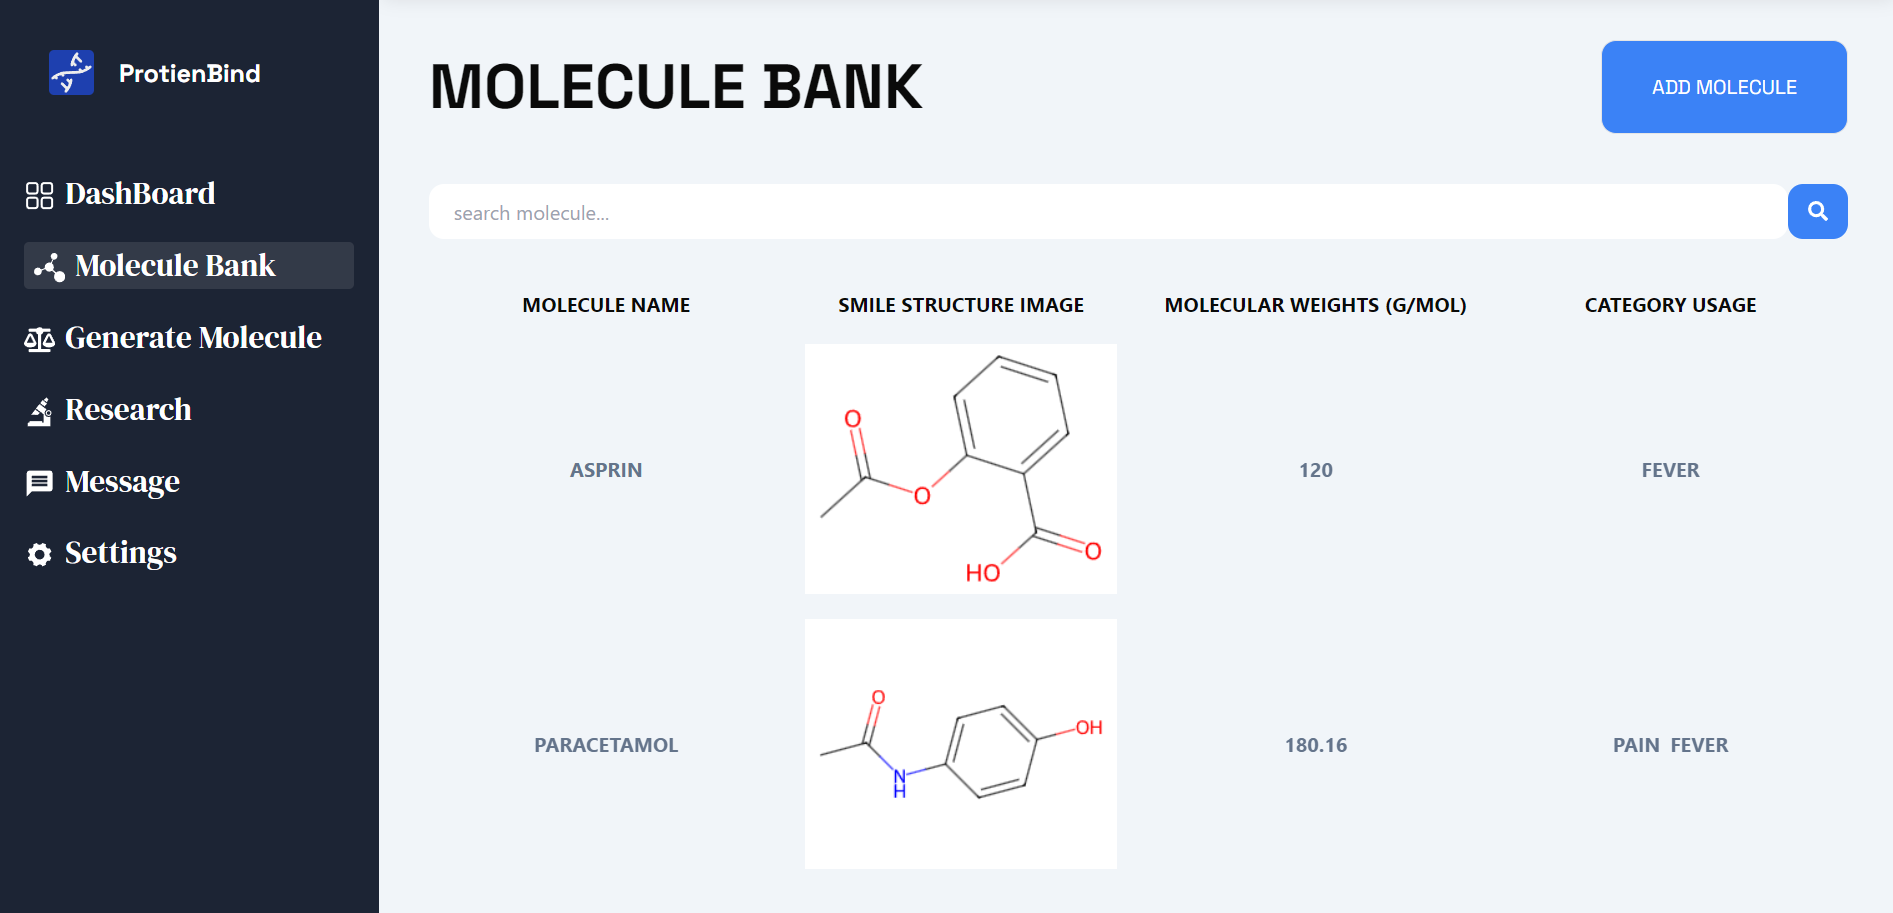 ProtienBind
DashBoard
Molecule Bank
Generate Molecule
Research
Message
Settings
MOLECULE BANK
ADD MOLECULE
search molecule...
MOLECULE NAME SMILE STRUCTURE IMAGE MOLECULAR WEIGHTS (G/MOL) CATEGORY USAGE
O
O
O
HO
ASPRIN 120 FEVER
O
OH
N
H
PARACETAMOL 180.16 PAIN FEVER